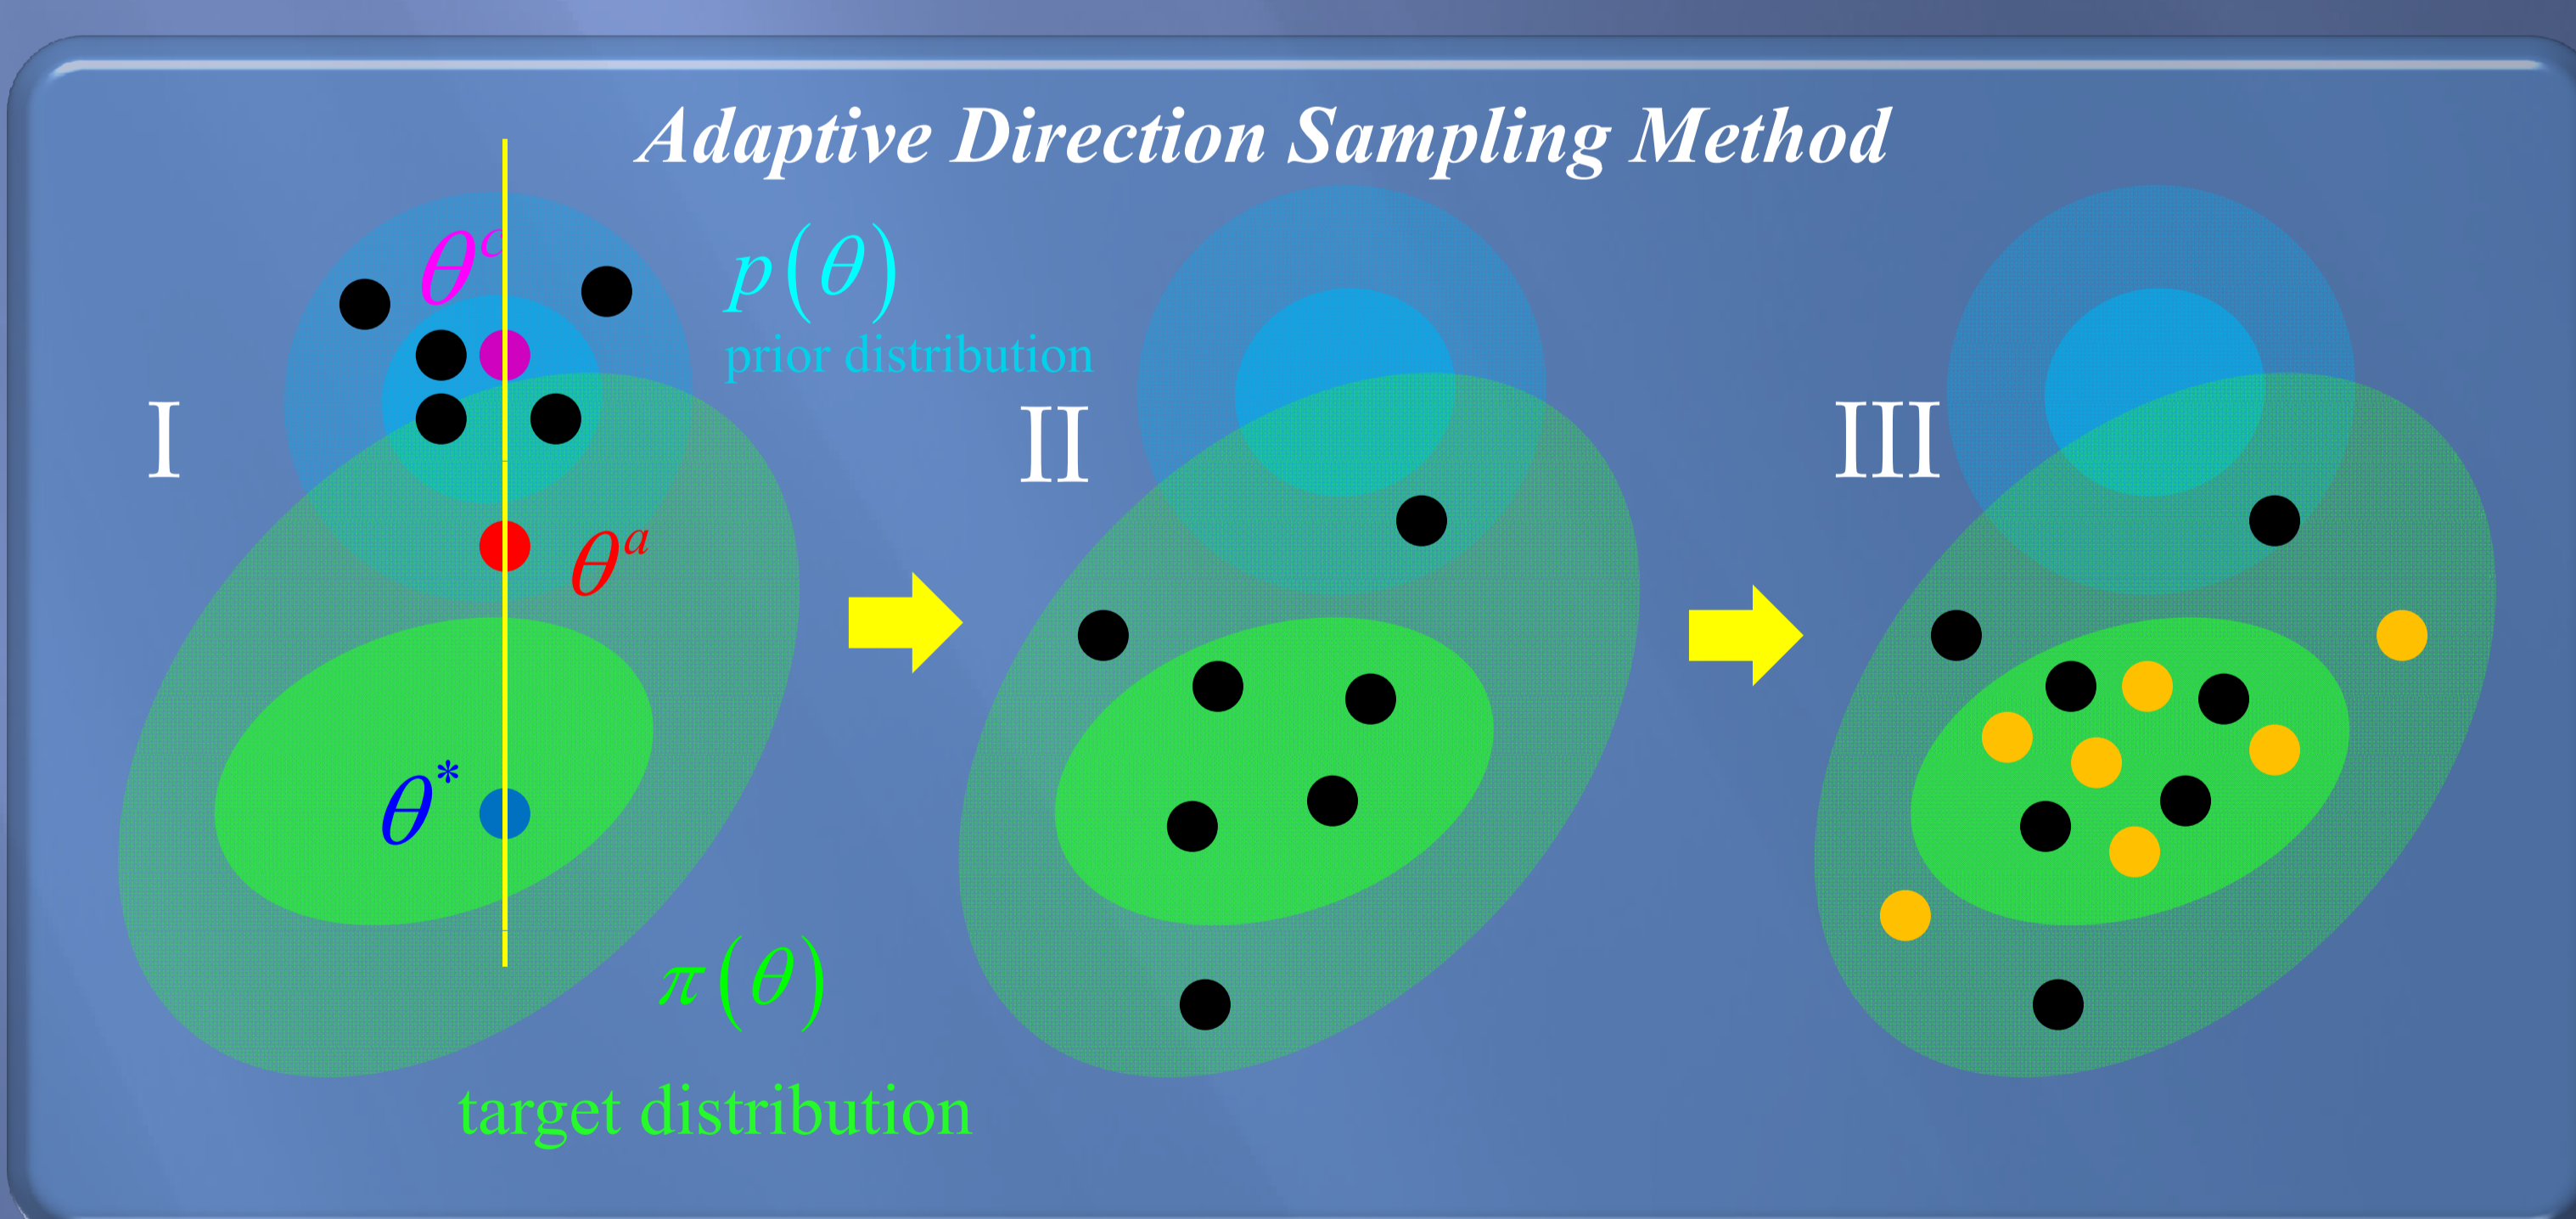 Adaptive Direction Sampling Method
θᶜ
p(θ)
prior distribution
I
II
III
θᵃ
θ*
π(θ)
target distribution